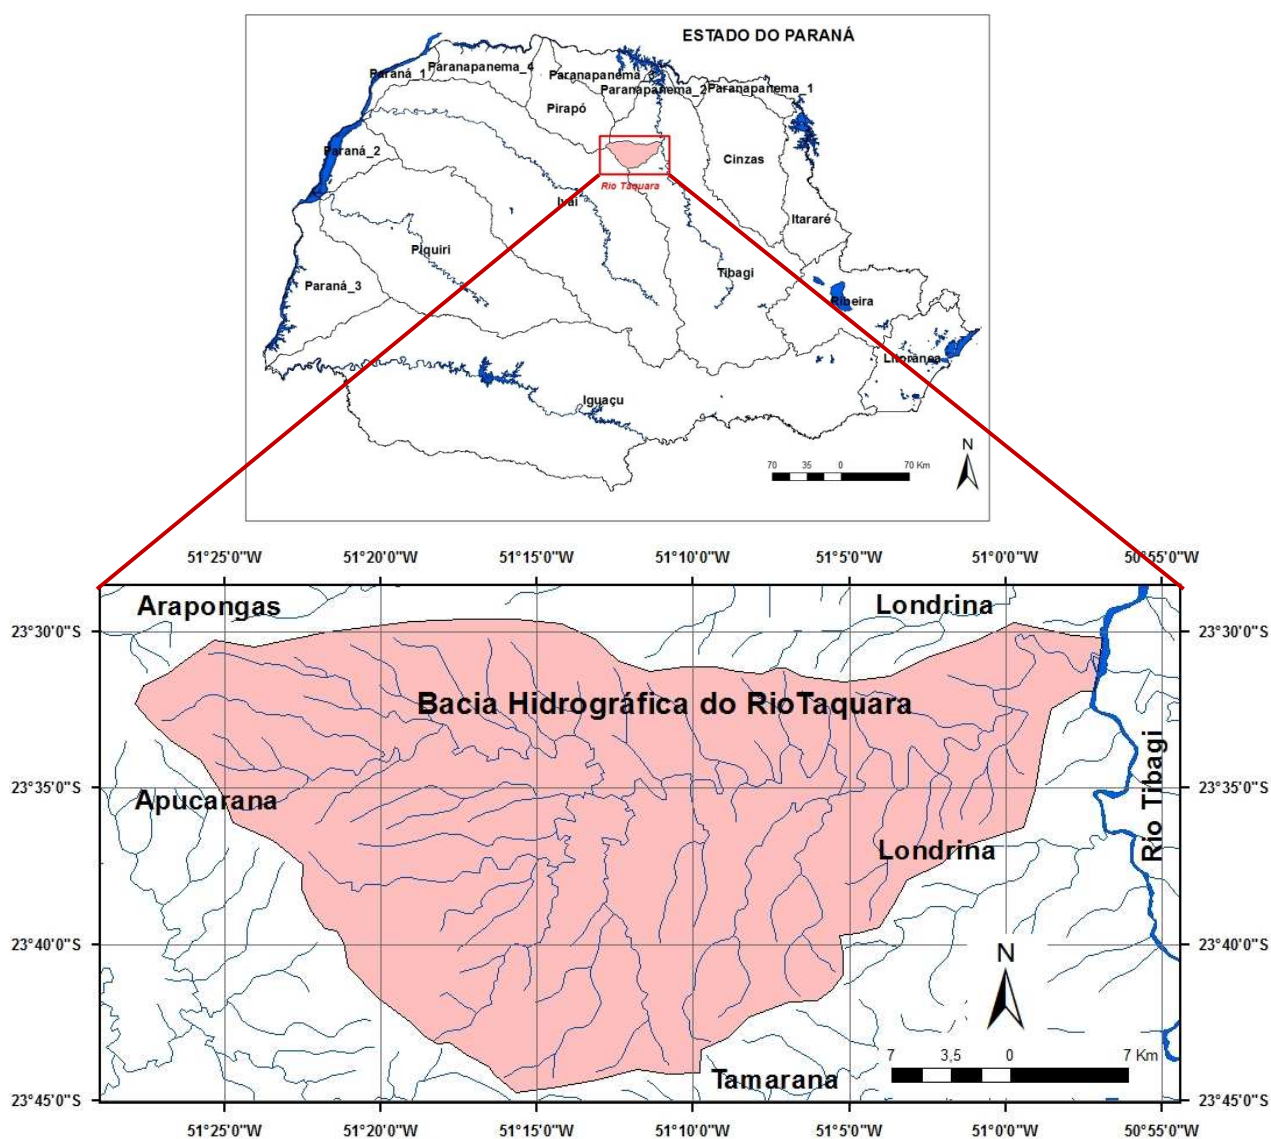 ESTADO DO PARANÁ
Paraná_1
Paranapanema_4
Paranapanema_3
Paranapanema_2
Paranapanema_1
Pirapó
Paraná_2
Cinzas
Rio Taquara
Ivaí
Itararé
Piquiri
Tibagi
Paraná_3
Ribeira
Litoranea
Iguaçu
N
70 35 0 70 Km
51°25'0"W 51°20'0"W 51°15'0"W 51°10'0"W 51°5'0"W 51°0'0"W 50°55'0"W
Arapongas
Londrina
23°30'0"S 23°30'0"S
Bacia Hidrográfica do RioTaquara
Rio Tibagi
23°35'0"S 23°35'0"S
Apucarana
Londrina
23°40'0"S 23°40'0"S
N
7 3,5 0 7 Km
Tamarana
23°45'0"S 23°45'0"S
51°25'0"W 51°20'0"W 51°15'0"W 51°10'0"W 51°5'0"W 51°0'0"W 50°55'0"W